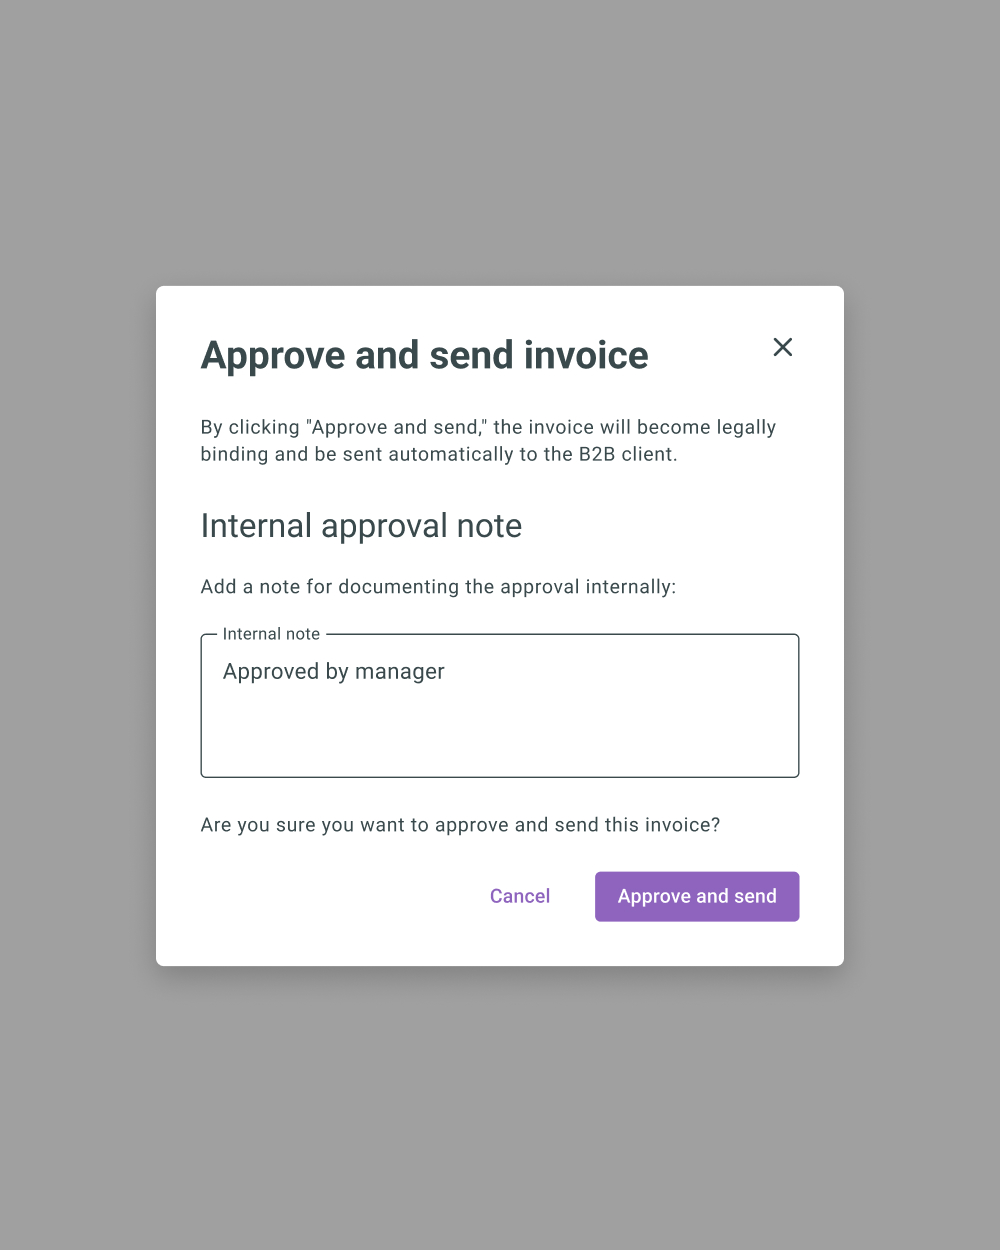 Approve and send invoice
By clicking "Approve and send," the invoice will become legally
binding and be sent automatically to the B2B client.
Internal approval note
Add a note for documenting the approval internally:
Internal note
Approved by manager
Are you sure you want to approve and send this invoice?
Cancel
Approve and send